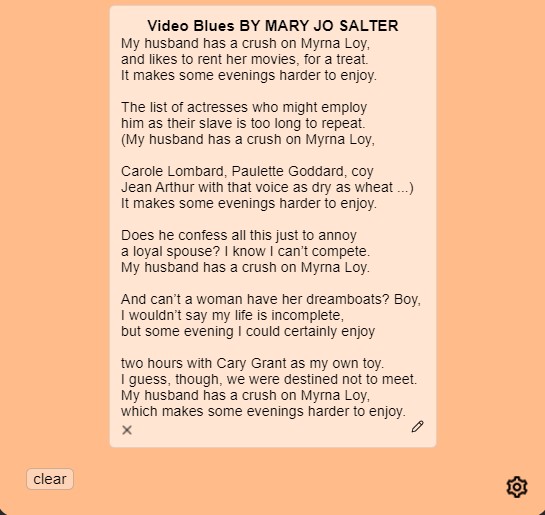 Video Blues BY MARY JO SALTER
My husband has a crush on Myrna Loy,
and likes to rent her movies, for a treat.
It makes some evenings harder to enjoy.

The list of actresses who might employ
him as their slave is too long to repeat.
(My husband has a crush on Myrna Loy,

Carole Lombard, Paulette Goddard, coy
Jean Arthur with that voice as dry as wheat ...)
It makes some evenings harder to enjoy.

Does he confess all this just to annoy
a loyal spouse? I know I can’t compete.
My husband has a crush on Myrna Loy.

And can’t a woman have her dreamboats? Boy,
I wouldn’t say my life is incomplete,
but some evening I could certainly enjoy

two hours with Cary Grant as my own toy.
I guess, though, we were destined not to meet.
My husband has a crush on Myrna Loy,
which makes some evenings harder to enjoy.
clear